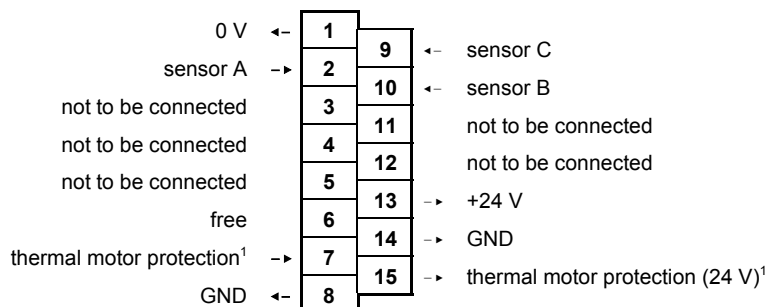 0 V 1
9 sensor C
sensor A 2
10 sensor B
not to be connected 3
11 not to be connected
not to be connected 4
12 not to be connected
not to be connected 5
13 +24 V
free 6
14 GND
thermal motor protection¹ 7
15 thermal motor protection (24 V)¹
GND 8